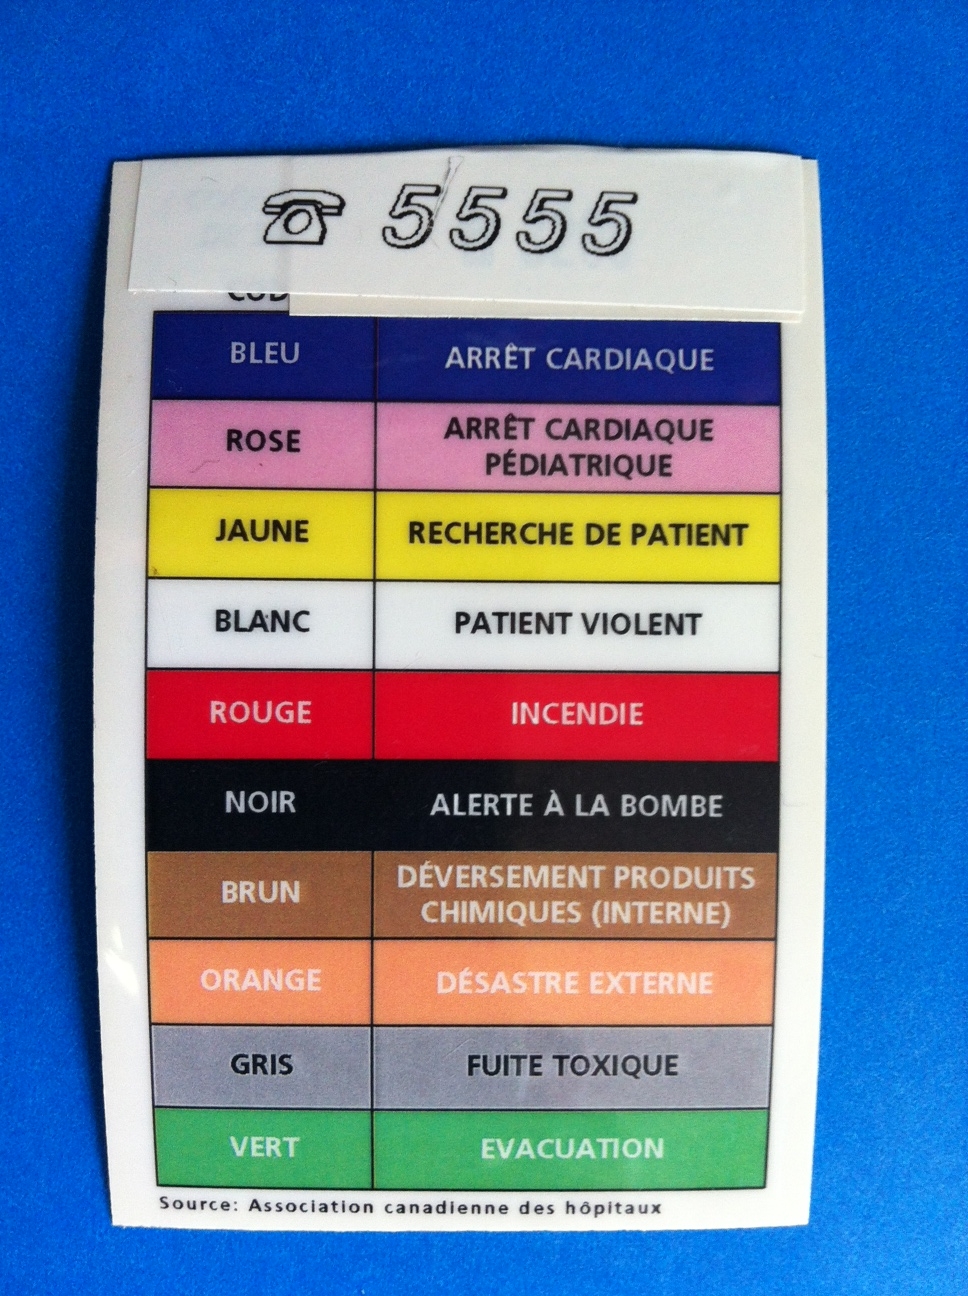 ☎ 5555
BLEU ARRÊT CARDIAQUE
ROSE ARRÊT CARDIAQUE
PÉDIATRIQUE
JAUNE RECHERCHE DE PATIENT
BLANC PATIENT VIOLENT
ROUGE INCENDIE
NOIR ALERTE À LA BOMBE
BRUN DÉVERSEMENT PRODUITS
CHIMIQUES (INTERNE)
ORANGE DÉSASTRE EXTERNE
GRIS FUITE TOXIQUE
VERT EVACUATION
Source: Association canadienne des hôpitaux